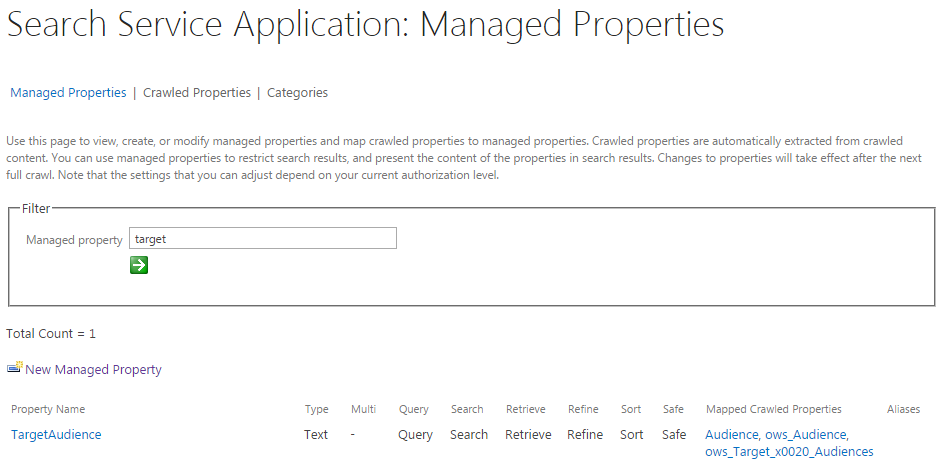 Search Service Application: Managed Properties
Managed Properties | Crawled Properties | Categories
Use this page to view, create, or modify managed properties and map crawled properties to managed properties. Crawled properties are automatically extracted from crawled
content. You can use managed properties to restrict search results, and present the content of the properties in search results. Changes to properties will take effect after the next
full crawl. Note that the settings that you can adjust depend on your current authorization level.
Filter
Managed property target
Total Count = 1
New Managed Property
Property Name Type Multi Query Search Retrieve Refine Sort Safe Mapped Crawled Properties Aliases
TargetAudience Text - Query Search Retrieve Refine Sort Safe Audience, ows_Audience,
ows_Target_x0020_Audiences